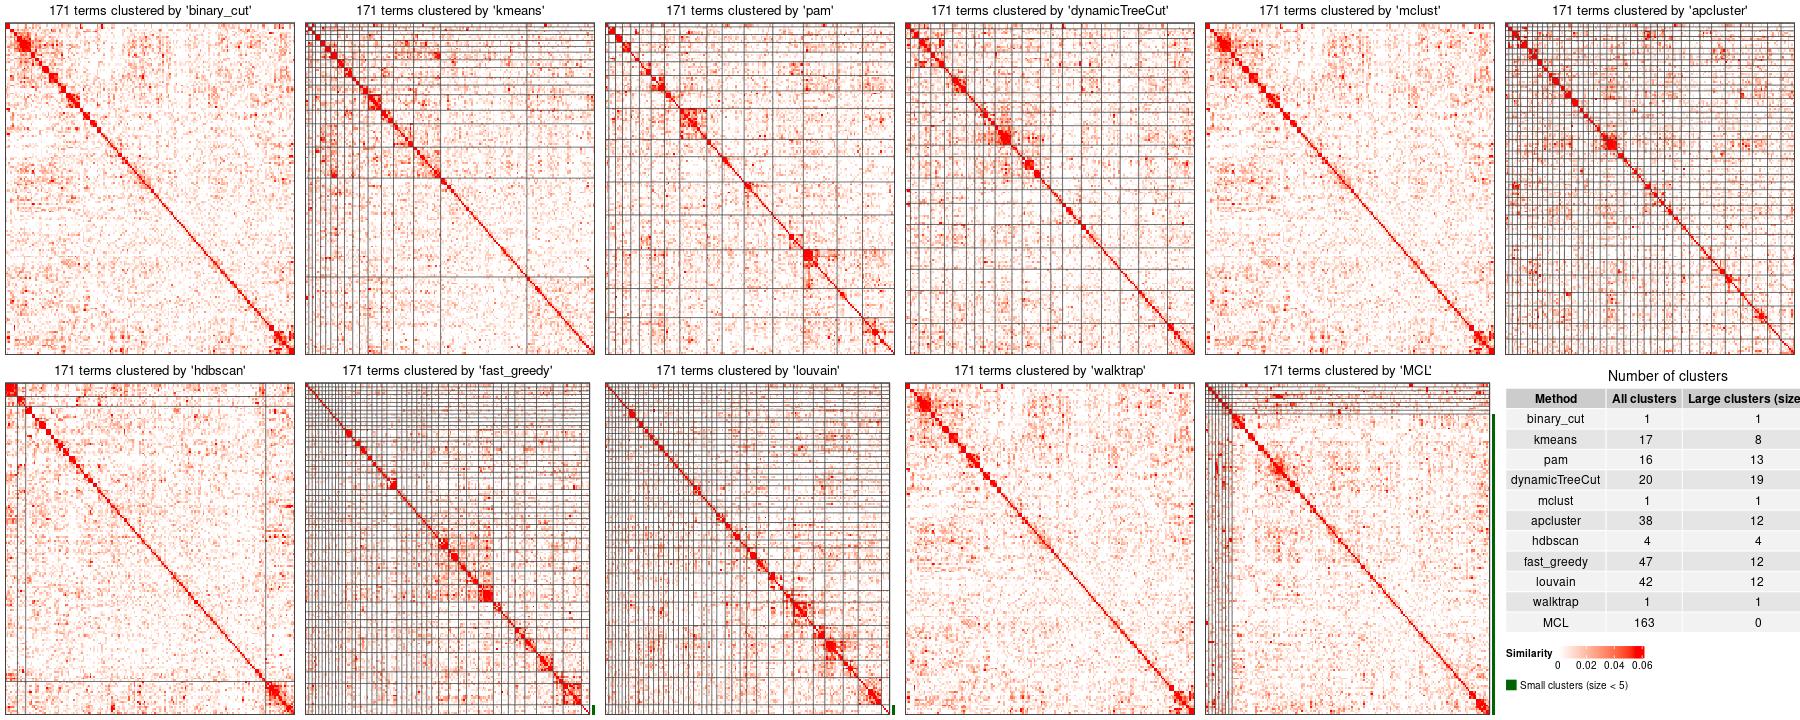 171 terms clustered by 'binary_cut'
171 terms clustered by 'kmeans'
171 terms clustered by 'pam'
171 terms clustered by 'dynamicTreeCut'
171 terms clustered by 'mclust'
171 terms clustered by 'apcluster'
171 terms clustered by 'hdbscan'
171 terms clustered by 'fast_greedy'
171 terms clustered by 'louvain'
171 terms clustered by 'walktrap'
171 terms clustered by 'MCL'
Number of clusters
Method All clusters Large clusters (size
binary_cut 1 1
kmeans 17 8
pam 16 13
dynamicTreeCut 20 19
mclust 1 1
apcluster 38 12
hdbscan 4 4
fast_greedy 47 12
louvain 42 12
walktrap 1 1
MCL 163 0
Similarity
0 0.02 0.04 0.06
Small clusters (size < 5)